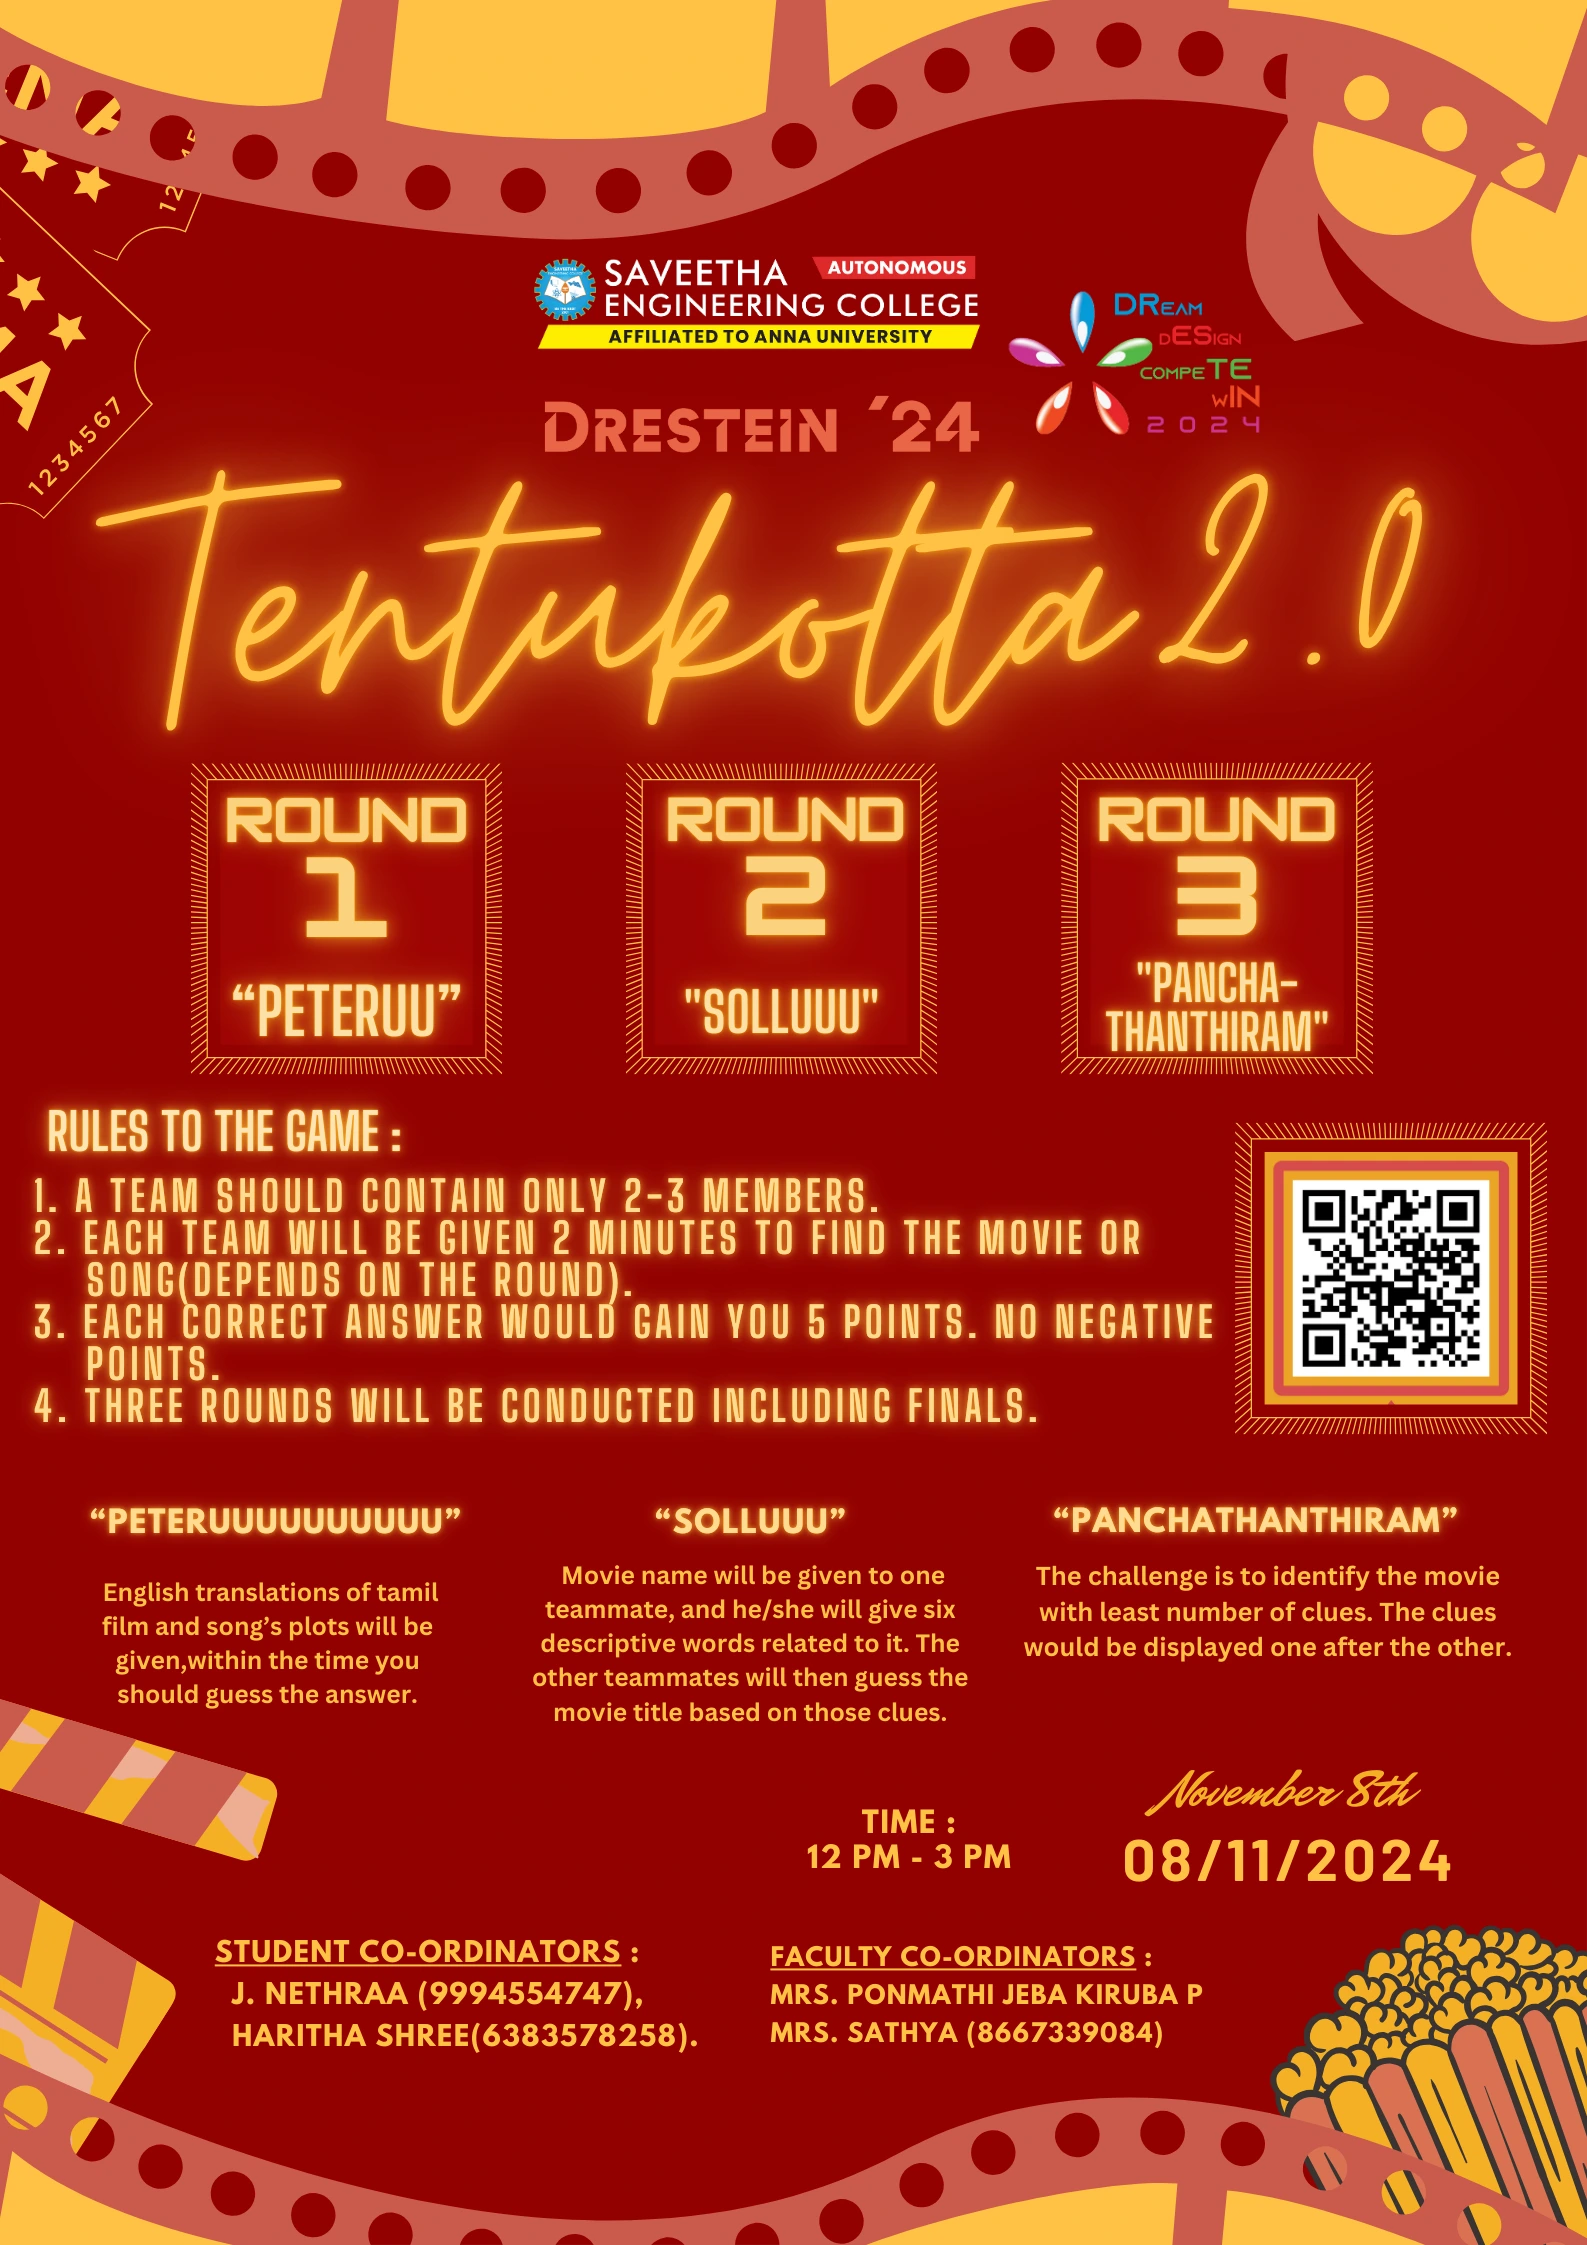 SAVEETHA AUTONOMOUS
ENGINEERING COLLEGE
AFFILIATED TO ANNA UNIVERSITY
DREAM
DESIGN
COMPETE
WIN
2024
DRESTEIN ´24
Tentukotta 2.0
1234567
ROUND
1
“PETERUU”
ROUND
2
"SOLLUUU"
ROUND
3
"PANCHA-
THANTHIRAM"
RULES TO THE GAME :
1. A TEAM SHOULD CONTAIN ONLY 2-3 MEMBERS.
2. EACH TEAM WILL BE GIVEN 2 MINUTES TO FIND THE MOVIE OR
SONG(DEPENDS ON THE ROUND).
3. EACH CORRECT ANSWER WOULD GAIN YOU 5 POINTS. NO NEGATIVE
POINTS.
4. THREE ROUNDS WILL BE CONDUCTED INCLUDING FINALS.
“PETERUUUUUUUUUU”
English translations of tamil
film and song’s plots will be
given,within the time you
should guess the answer.
“SOLLUUU”
Movie name will be given to one
teammate, and he/she will give six
descriptive words related to it. The
other teammates will then guess the
movie title based on those clues.
“PANCHATHANTHIRAM”
The challenge is to identify the movie
with least number of clues. The clues
would be displayed one after the other.
TIME :
12 PM - 3 PM
November 8th
08/11/2024
STUDENT CO-ORDINATORS :
J. NETHRAA (9994554747),
HARITHA SHREE(6383578258).
FACULTY CO-ORDINATORS :
MRS. PONMATHI JEBA KIRUBA P
MRS. SATHYA (8667339084)